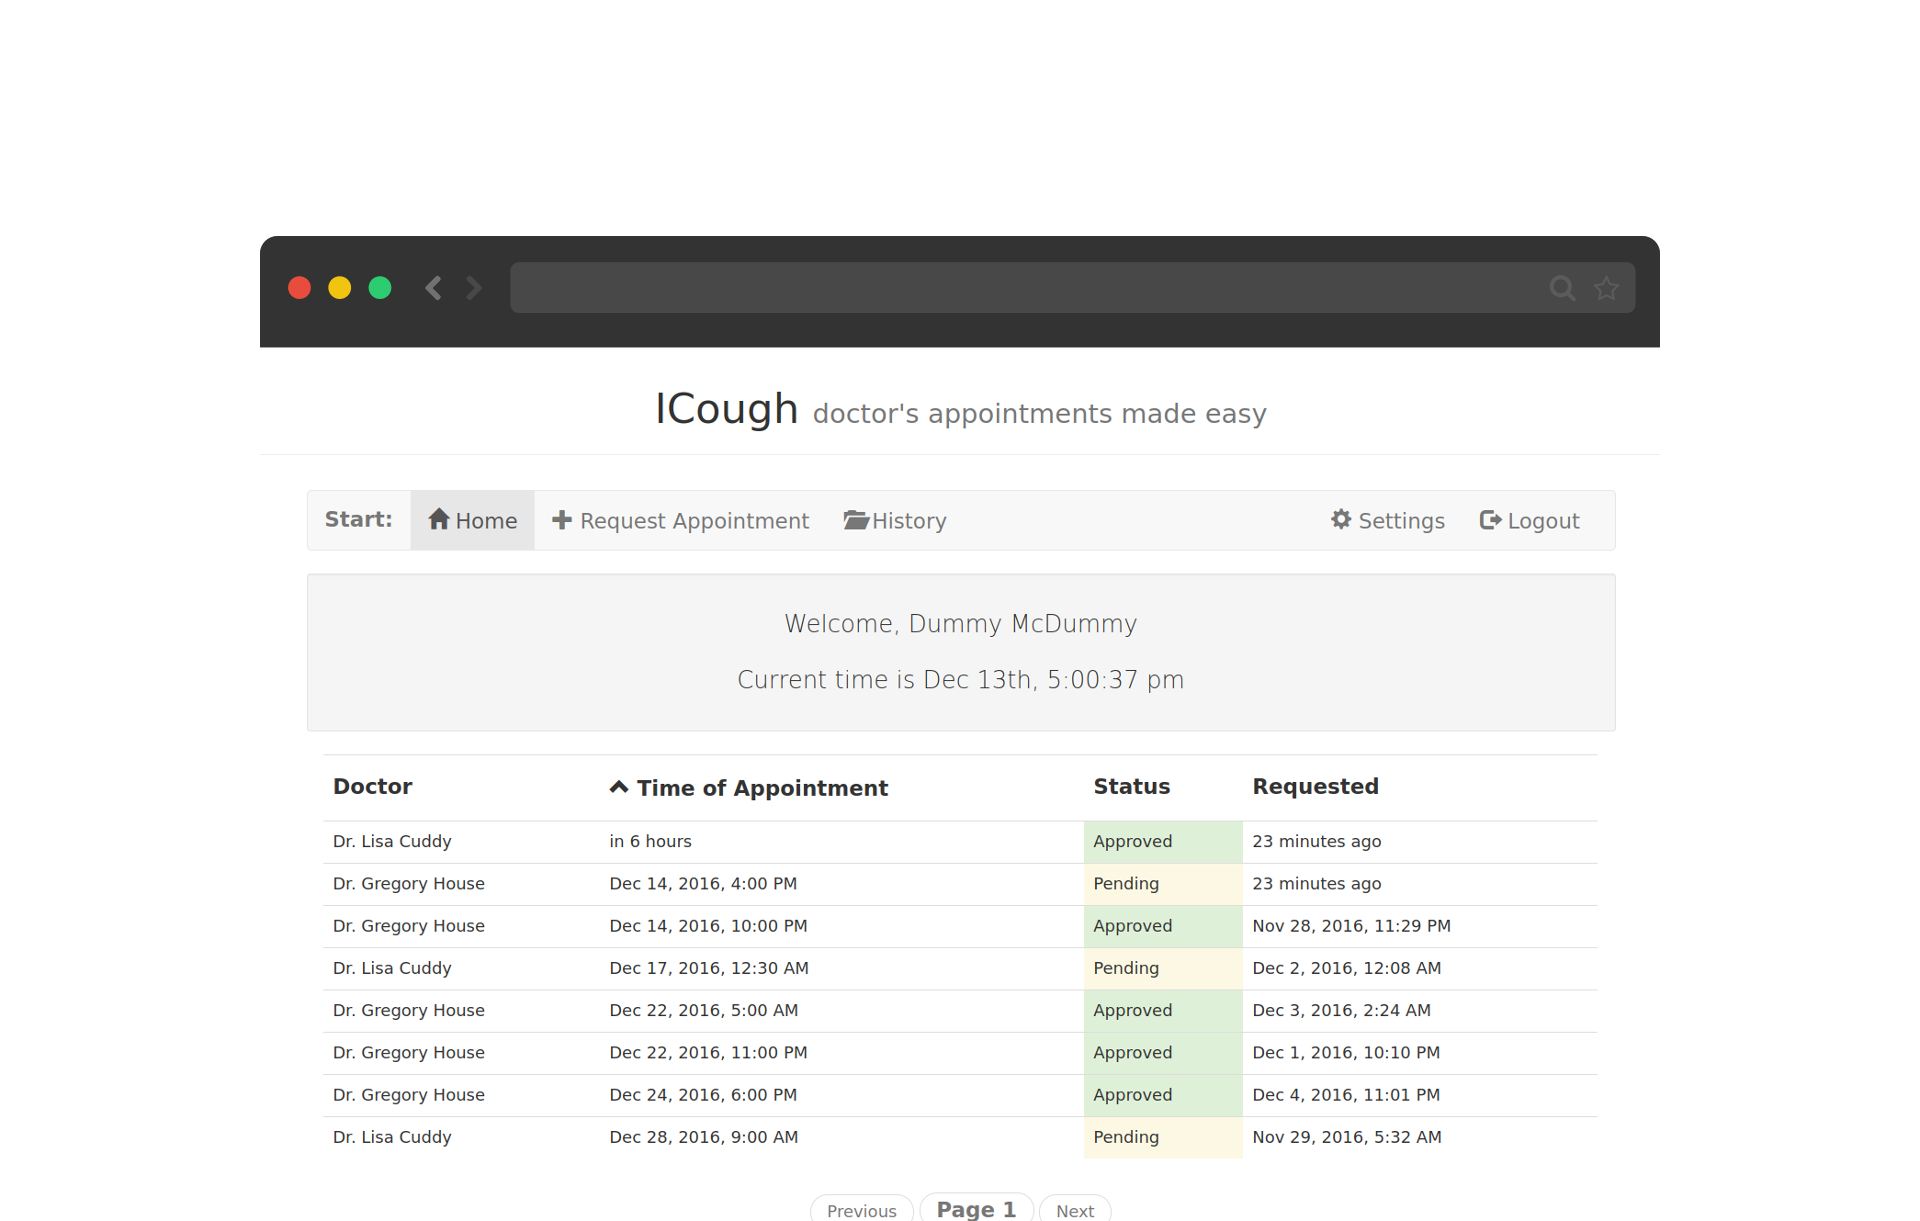 ICough doctor's appointments made easy
Start: Home Request Appointment History Settings Logout
Welcome, Dummy McDummy
Current time is Dec 13th, 5:00:37 pm
Doctor Time of Appointment Status Requested
Dr. Lisa Cuddy in 6 hours Approved 23 minutes ago
Dr. Gregory House Dec 14, 2016, 4:00 PM Pending 23 minutes ago
Dr. Gregory House Dec 14, 2016, 10:00 PM Approved Nov 28, 2016, 11:29 PM
Dr. Lisa Cuddy Dec 17, 2016, 12:30 AM Pending Dec 2, 2016, 12:08 AM
Dr. Gregory House Dec 22, 2016, 5:00 AM Approved Dec 3, 2016, 2:24 AM
Dr. Gregory House Dec 22, 2016, 11:00 PM Approved Dec 1, 2016, 10:10 PM
Dr. Gregory House Dec 24, 2016, 6:00 PM Approved Dec 4, 2016, 11:01 PM
Dr. Lisa Cuddy Dec 28, 2016, 9:00 AM Pending Nov 29, 2016, 5:32 AM
Previous Page 1 Next